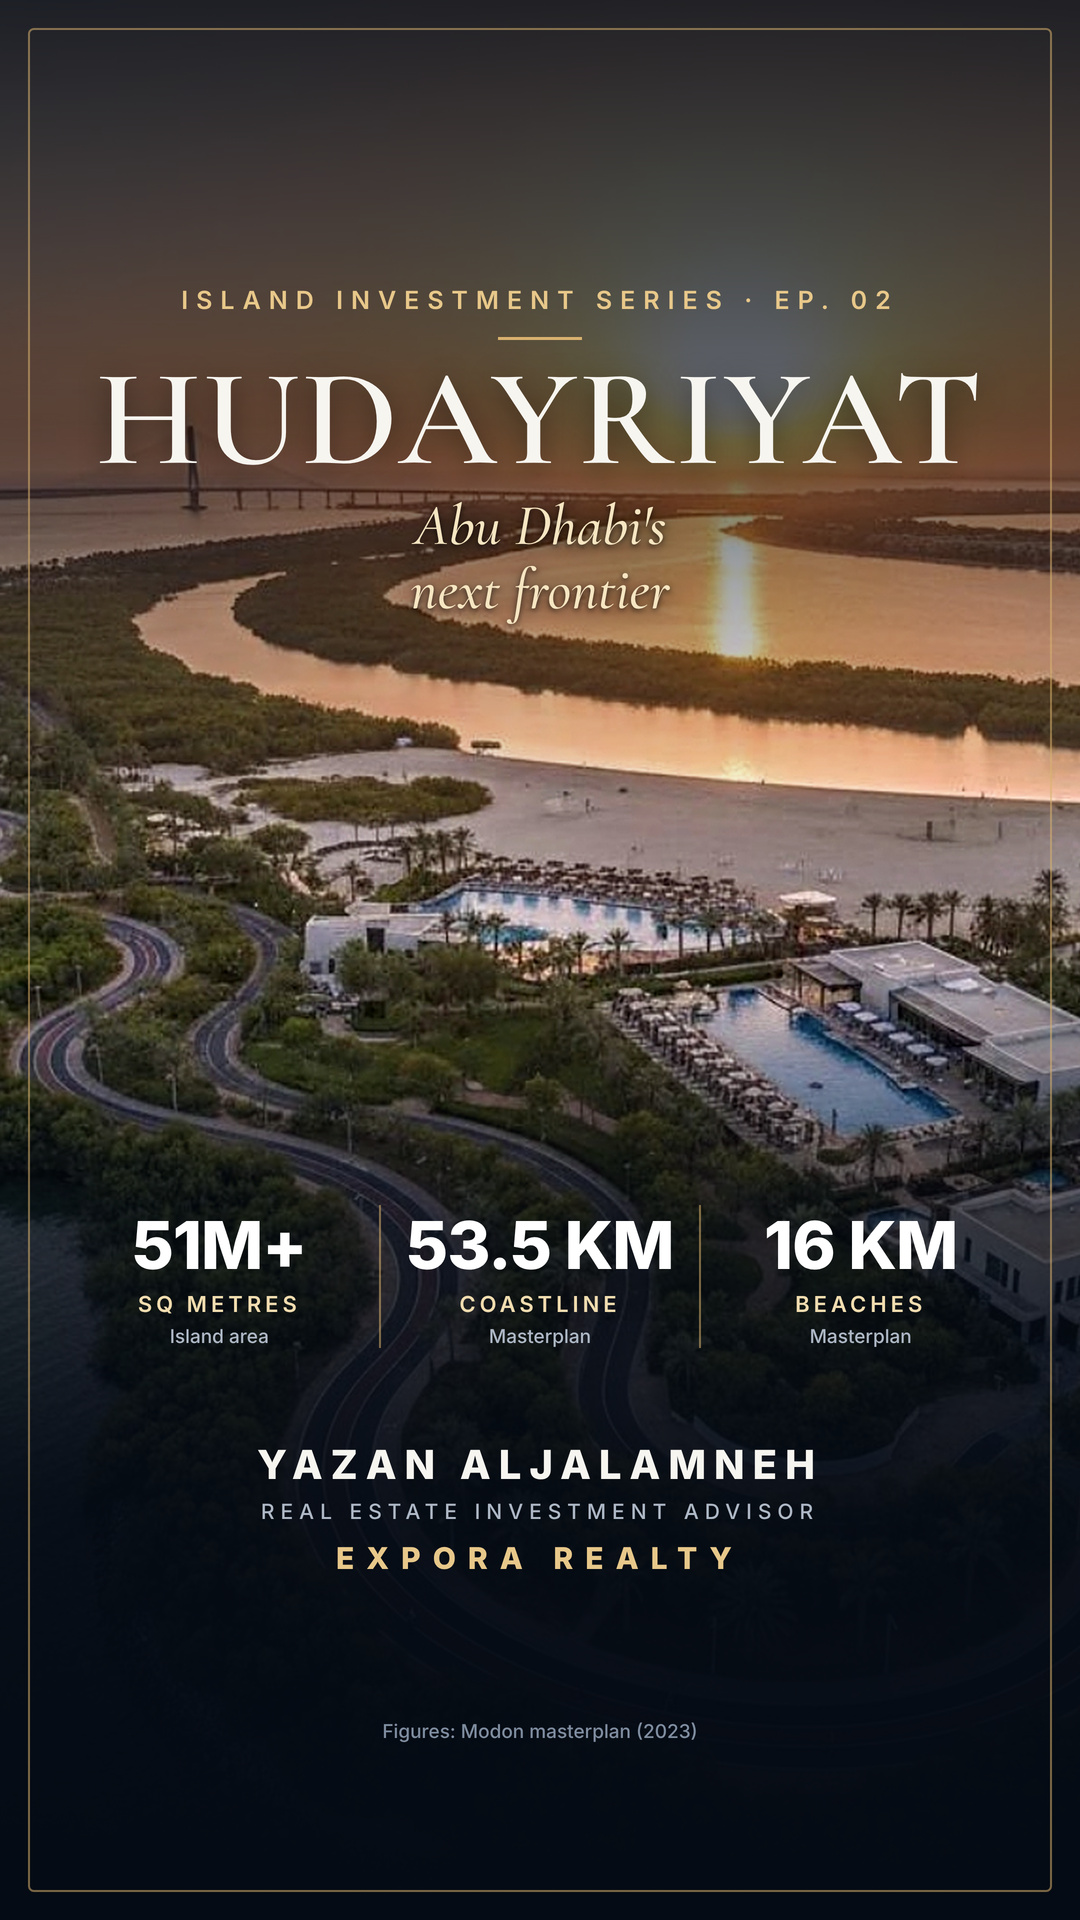 ISLAND INVESTMENT SERIES · EP. 02
HUDAYRIYAT
Abu Dhabi's
next frontier
51M+
SQ METRES
Island area
53.5 KM
COASTLINE
Masterplan
16 KM
BEACHES
Masterplan
YAZAN ALJALAMNEH
REAL ESTATE INVESTMENT ADVISOR
EXPORA REALTY
Figures: Modon masterplan (2023)